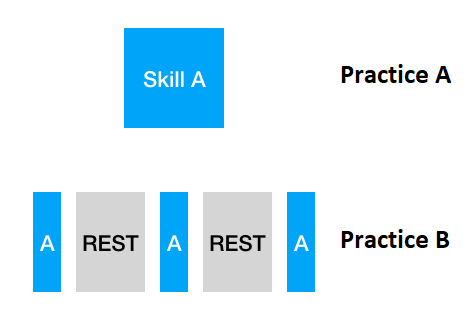 Skill A
Practice A
A REST A REST A
Practice B